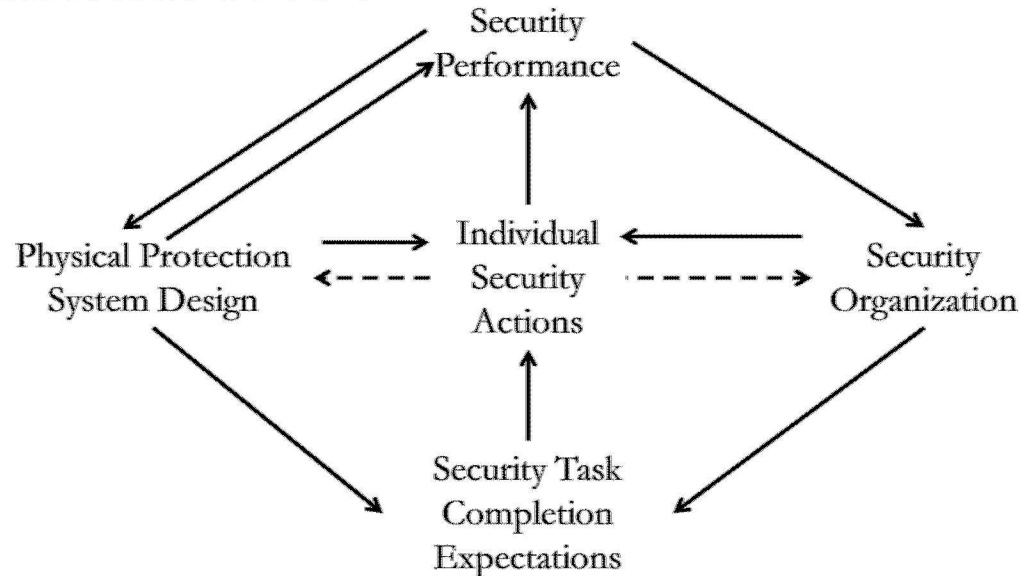 Security
Performance
Physical Protection
System Design
Individual
Security
Actions
Security
Organization
Security Task
Completion
Expectations